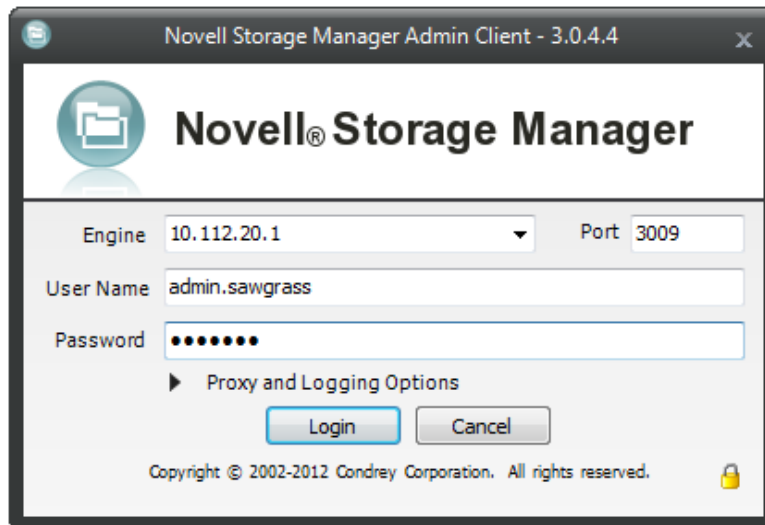 Novell Storage Manager Admin Client - 3.0.4.4 x
Novell® Storage Manager
Engine 10.112.20.1 Port 3009
User Name admin.sawgrass
Password •••••••
Proxy and Logging Options
Login Cancel
Copyright © 2002-2012 Condrey Corporation. All rights reserved.